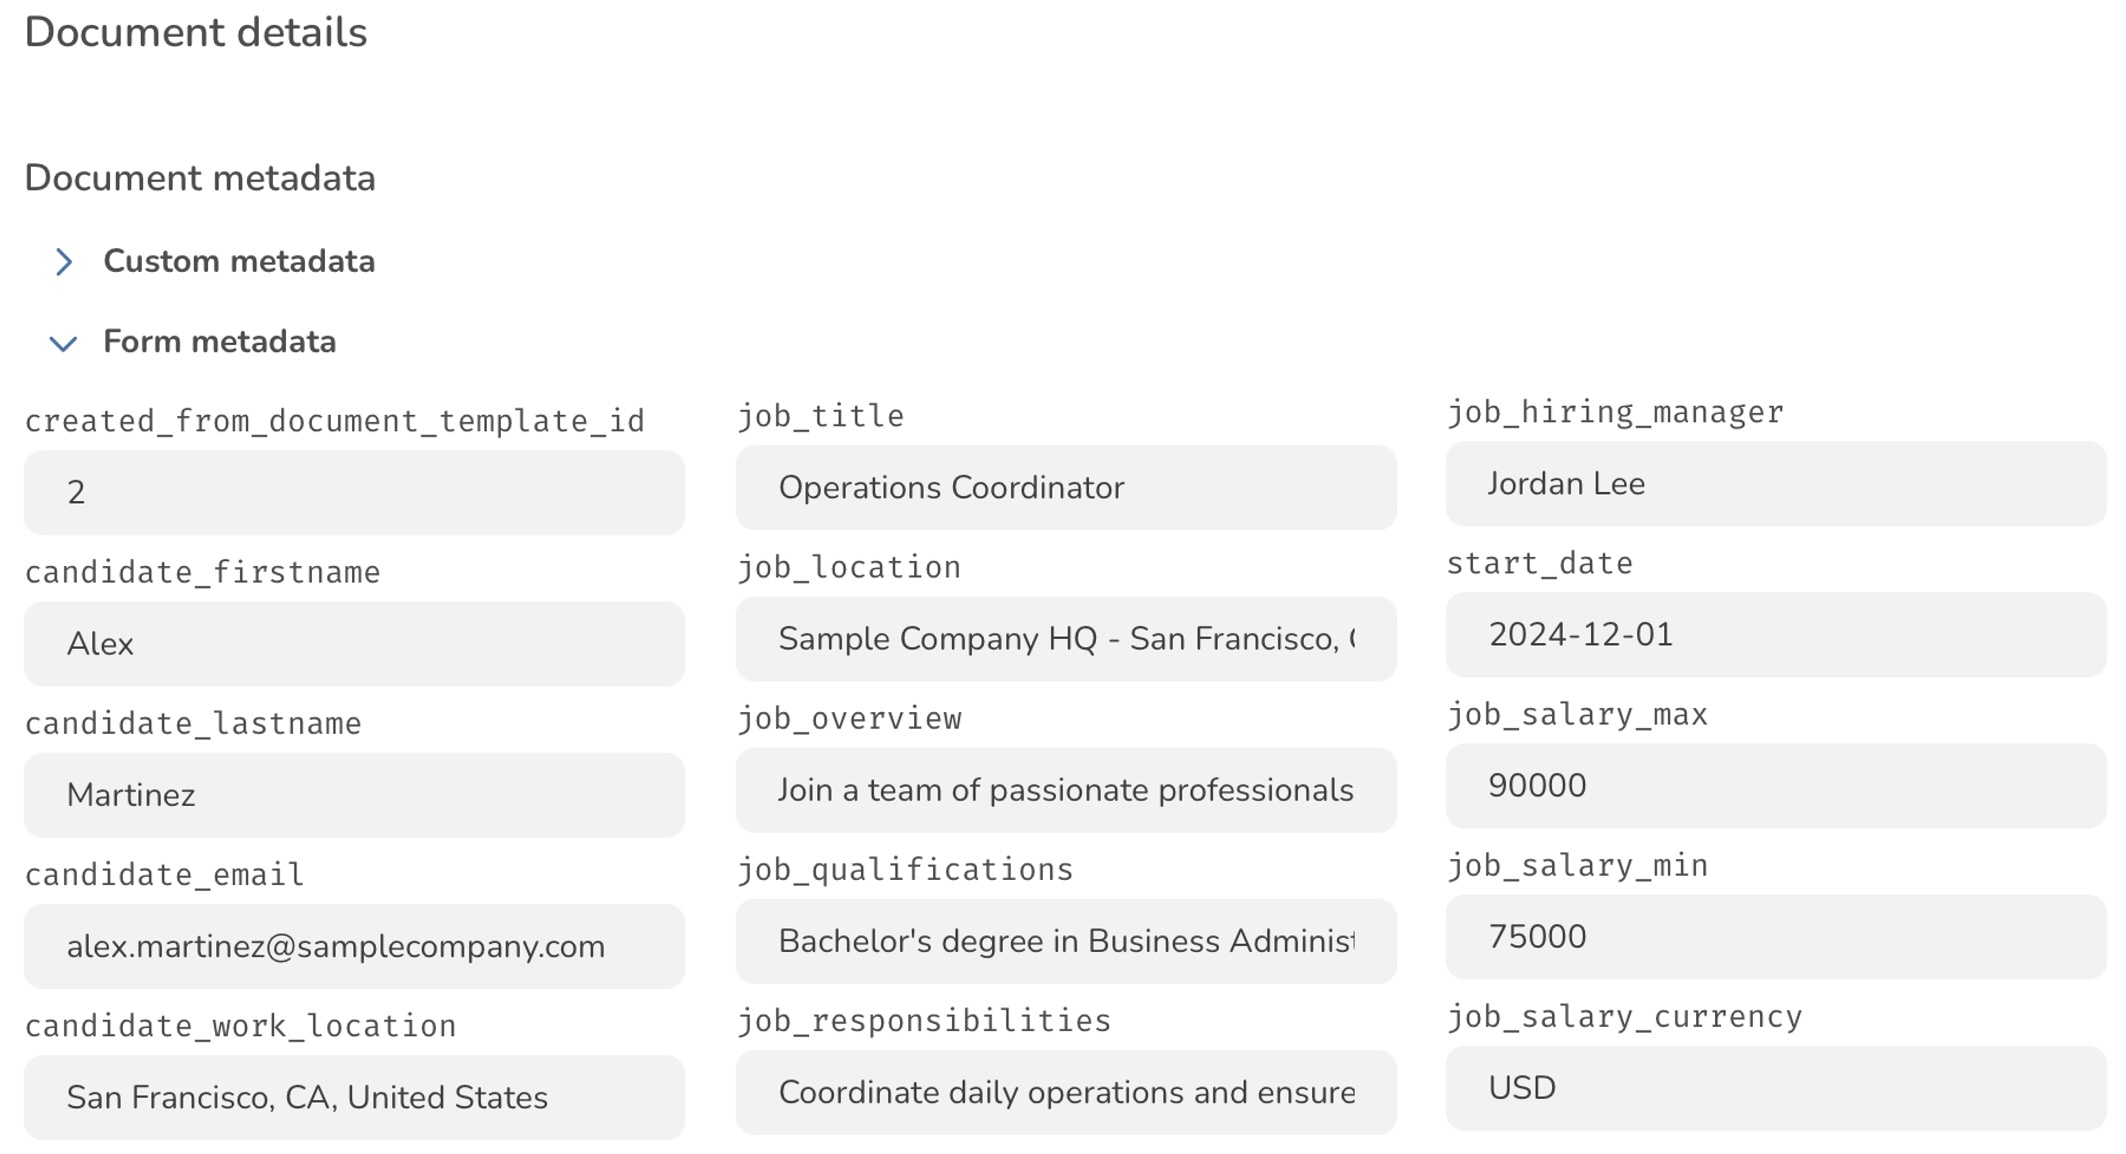 Document details
Document metadata
Custom metadata
Form metadata
created_from_document_template_id
2
candidate_firstname
Alex
candidate_lastname
Martinez
candidate_email
alex.martinez@samplecompany.com
candidate_work_location
San Francisco, CA, United States
job_title
Operations Coordinator
job_location
Sample Company HQ - San Francisco,
job_overview
Join a team of passionate professionals
job_qualifications
Bachelor's degree in Business Administ
job_responsibilities
Coordinate daily operations and ensure
job_hiring_manager
Jordan Lee
start_date
2024-12-01
job_salary_max
90000
job_salary_min
75000
job_salary_currency
USD